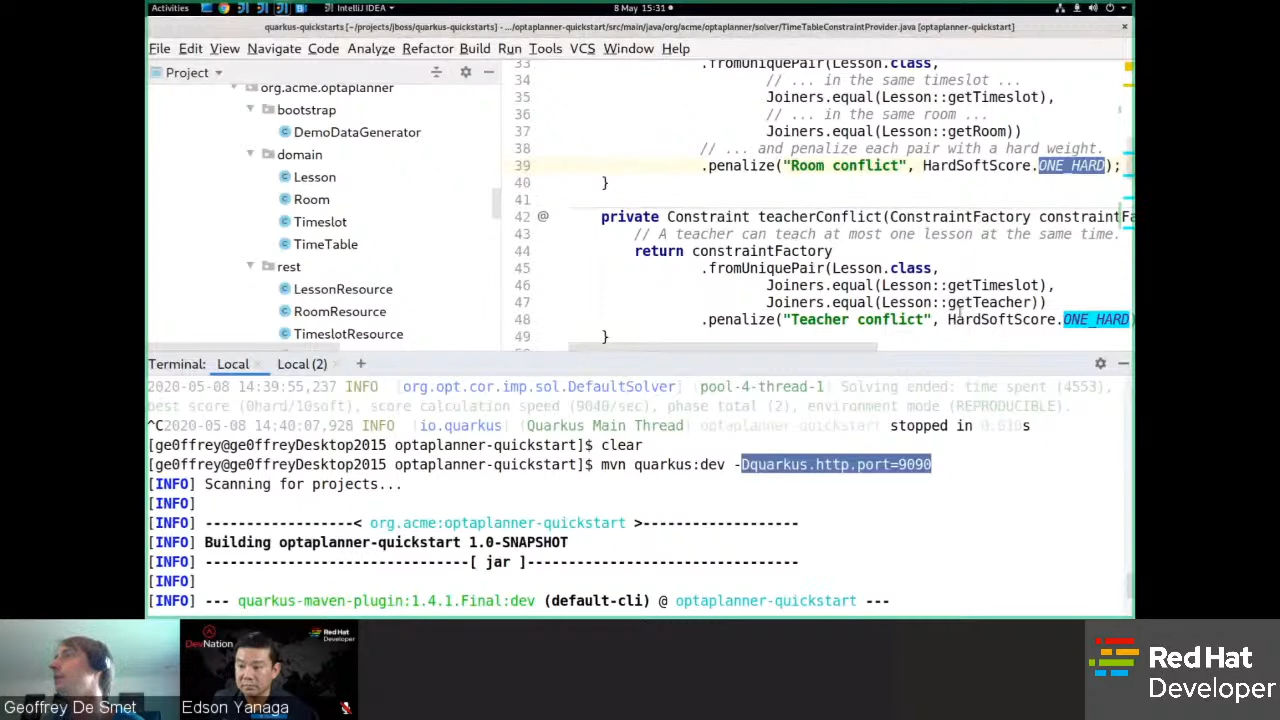 Activities
IntelliJ IDEA
8 May 15:31
quarkus-quickstarts [~/projects/jboss/quarkus-quickstarts] - .../optaplanner-quickstart/src/main/java/org/acme/optaplanner/solver/TimeTableConstraintProvider.java [optaplanner-quickstart]
File Edit View Navigate Code Analyze Refactor Build Run Tools VCS Window Help
Project
org.acme.optaplanner
bootstrap
DemoDataGenerator
domain
Lesson
Room
Timeslot
TimeTable
rest
LessonResource
RoomResource
TimeslotResource
33 .fromUniquePair(Lesson.class,
34 // ... in the same timeslot ...
35 Joiners.equal(Lesson::getTimeslot),
36 // ... in the same room ...
37 Joiners.equal(Lesson::getRoom))
38 // ... and penalize each pair with a hard weight.
39 .penalize("Room conflict", HardSoftScore.ONE_HARD);
40 }
41
42 @ private Constraint teacherConflict(ConstraintFactory constraintFa
43 // A teacher can teach at most one lesson at the same time.
44 return constraintFactory
45 .fromUniquePair(Lesson.class,
46 Joiners.equal(Lesson::getTimeslot),
47 Joiners.equal(Lesson::getTeacher))
48 .penalize("Teacher conflict", HardSoftScore.ONE_HARD)
49 }
Terminal: Local Local (2) +
2020-05-08 14:39:55,237 INFO [org.opt.cor.imp.sol.DefaultSolver] (pool-4-thread-1) Solving ended: time spent (4553),
best score (0hard/10soft), score calculation speed (9040/sec), phase total (2), environment mode (REPRODUCIBLE).
^C2020-05-08 14:40:07,928 INFO [io.quarkus] (Quarkus Main Thread) optaplanner-quickstart stopped in 0.010s
[ge0ffrey@ge0ffreyDesktop2015 optaplanner-quickstart]$ clear
[ge0ffrey@ge0ffreyDesktop2015 optaplanner-quickstart]$ mvn quarkus:dev -Dquarkus.http.port=9090
[INFO] Scanning for projects...
[INFO]
[INFO] ------------------< org.acme:optaplanner-quickstart >-------------------
[INFO] Building optaplanner-quickstart 1.0-SNAPSHOT
[INFO] --------------------------------[ jar ]---------------------------------
[INFO]
[INFO] --- quarkus-maven-plugin:1.4.1.Final:dev (default-cli) @ optaplanner-quickstart ---
DevNation
Red Hat
Developer
Geoffrey De Smet
Edson Yanaga
Red Hat
Developer